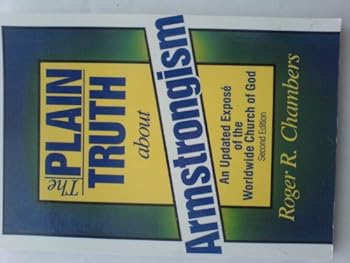 The PLAIN
TRUTH
about
Armstrongism
An Updated Exposé
of the
Worldwide Church of God
Second Edition
Roger R. Chambers